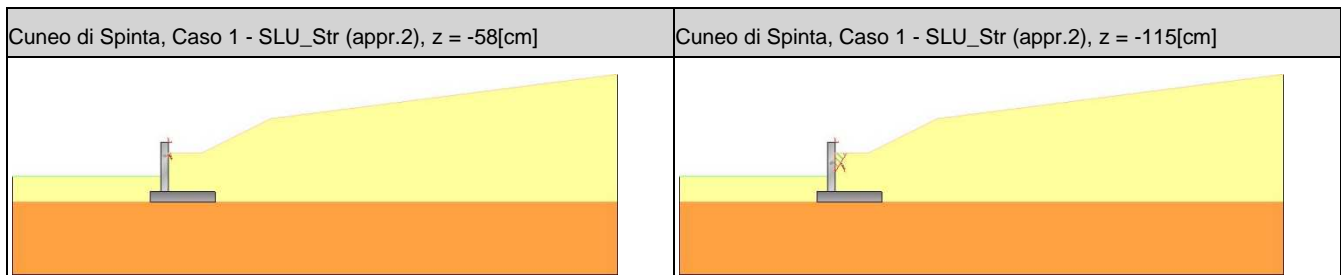 Cuneo di Spinta, Caso 1 - SLU_Str (appr.2), z = -58[cm]
Cuneo di Spinta, Caso 1 - SLU_Str (appr.2), z = -115[cm]